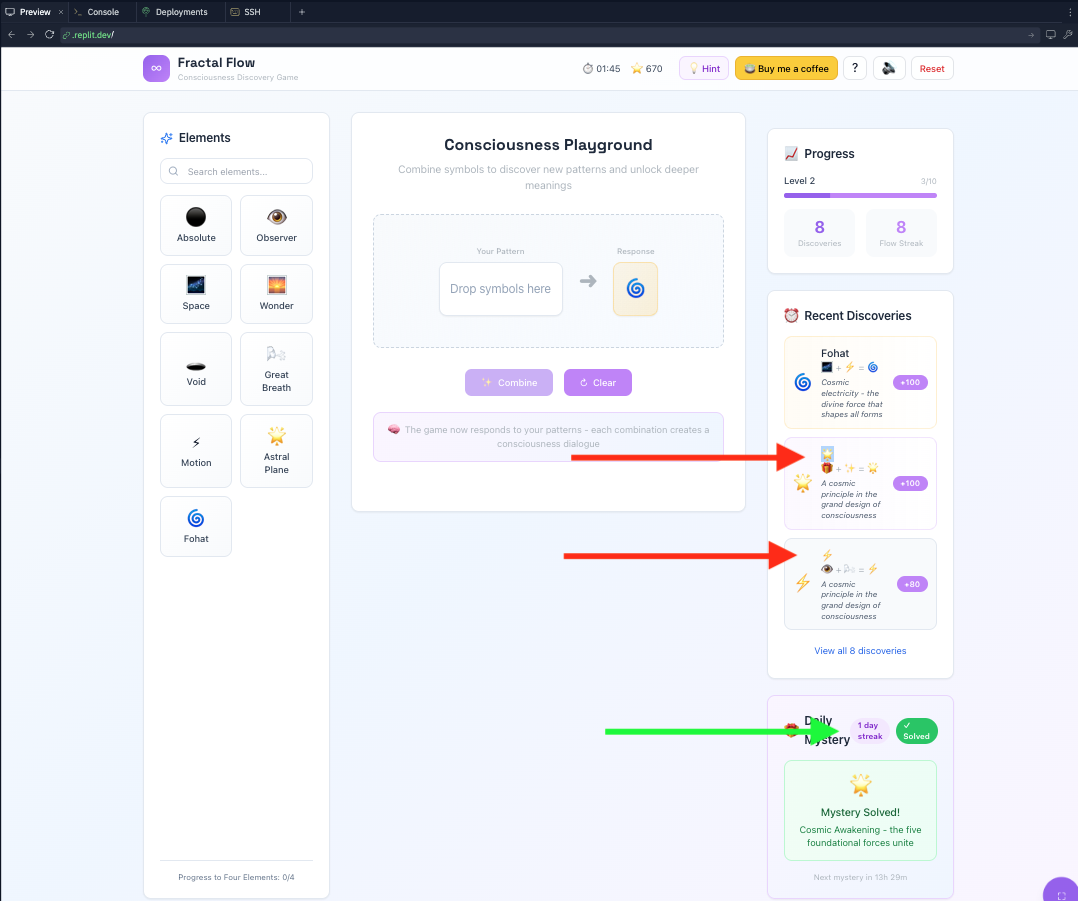 Preview
Console
Deployments
SSH
.replit.dev/
Fractal Flow
Consciousness Discovery Game
01:45
670
Hint
Buy me a coffee
?
Reset
Elements
Search elements...
Absolute
Observer
Space
Wonder
Void
Great
Breath
Motion
Astral
Plane
Fohat
Progress to Four Elements: 0/4
Consciousness Playground
Combine symbols to discover new patterns and unlock deeper
meanings
Your Pattern
Response
Drop symbols here
Combine
Clear
The game now responds to your patterns - each combination creates a
consciousness dialogue
Progress
Level 2
3/10
8
Discoveries
8
Flow Streak
Recent Discoveries
Fohat
+ =
Cosmic
electricity - the
divine force that
shapes all forms
+100
+ =
A cosmic
principle in the
grand design of
consciousness
+100
+ =
A cosmic
principle in the
grand design of
consciousness
+80
View all 8 discoveries
Daily
Mystery
1 day
streak
✓
Solved
Mystery Solved!
Cosmic Awakening - the five
foundational forces unite
Next mystery in 13h 29m